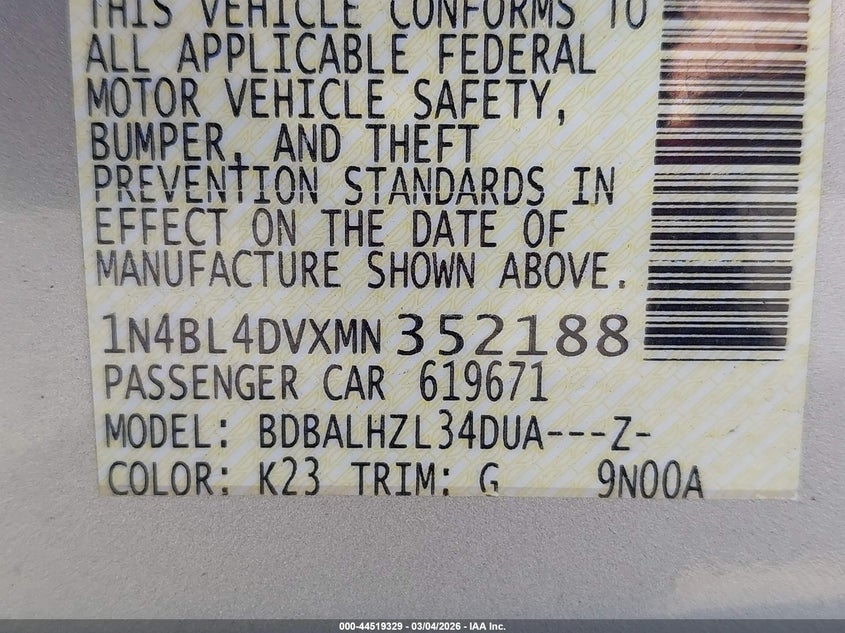 THIS VEHICLE CONFORMS TO
ALL APPLICABLE FEDERAL
MOTOR VEHICLE SAFETY,
BUMPER, AND THEFT
PREVENTION STANDARDS IN
EFFECT ON THE DATE OF
MANUFACTURE SHOWN ABOVE.
1N4BL4DVXMN352188
PASSENGER CAR 619671
MODEL: BDBALHZL34DUA---Z-
COLOR: K23 TRIM: G 9N00A
000-44519329 - 03/04/2026 - IAA Inc.